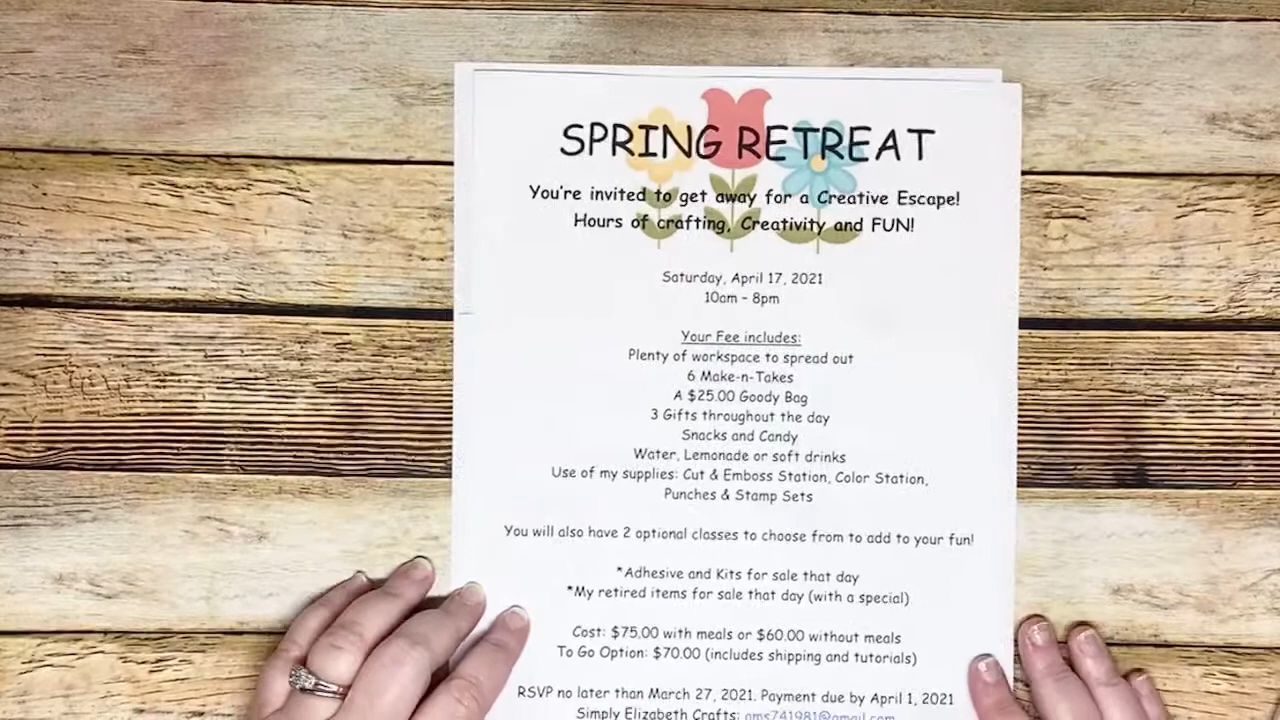 SPRING RETREAT
You're invited to get away for a Creative Escape!
Hours of crafting, Creativity and FUN!
Saturday, April 17, 2021
10am - 8pm
Your Fee includes:
Plenty of workspace to spread out
6 Make-n-Takes
A $25.00 Goody Bag
3 Gifts throughout the day
Snacks and Candy
Water, Lemonade or soft drinks
Use of my supplies: Cut & Emboss Station, Color Station,
Punches & Stamp Sets
You will also have 2 optional classes to choose from to add to your fun!
*Adhesive and Kits for sale that day
*My retired items for sale that day (with a special)
Cost: $75.00 with meals or $60.00 without meals
To Go Option: $70.00 (includes shipping and tutorials)
RSVP no later than March 27, 2021. Payment due by April 1, 2021
Simply Elizabeth Crafts: